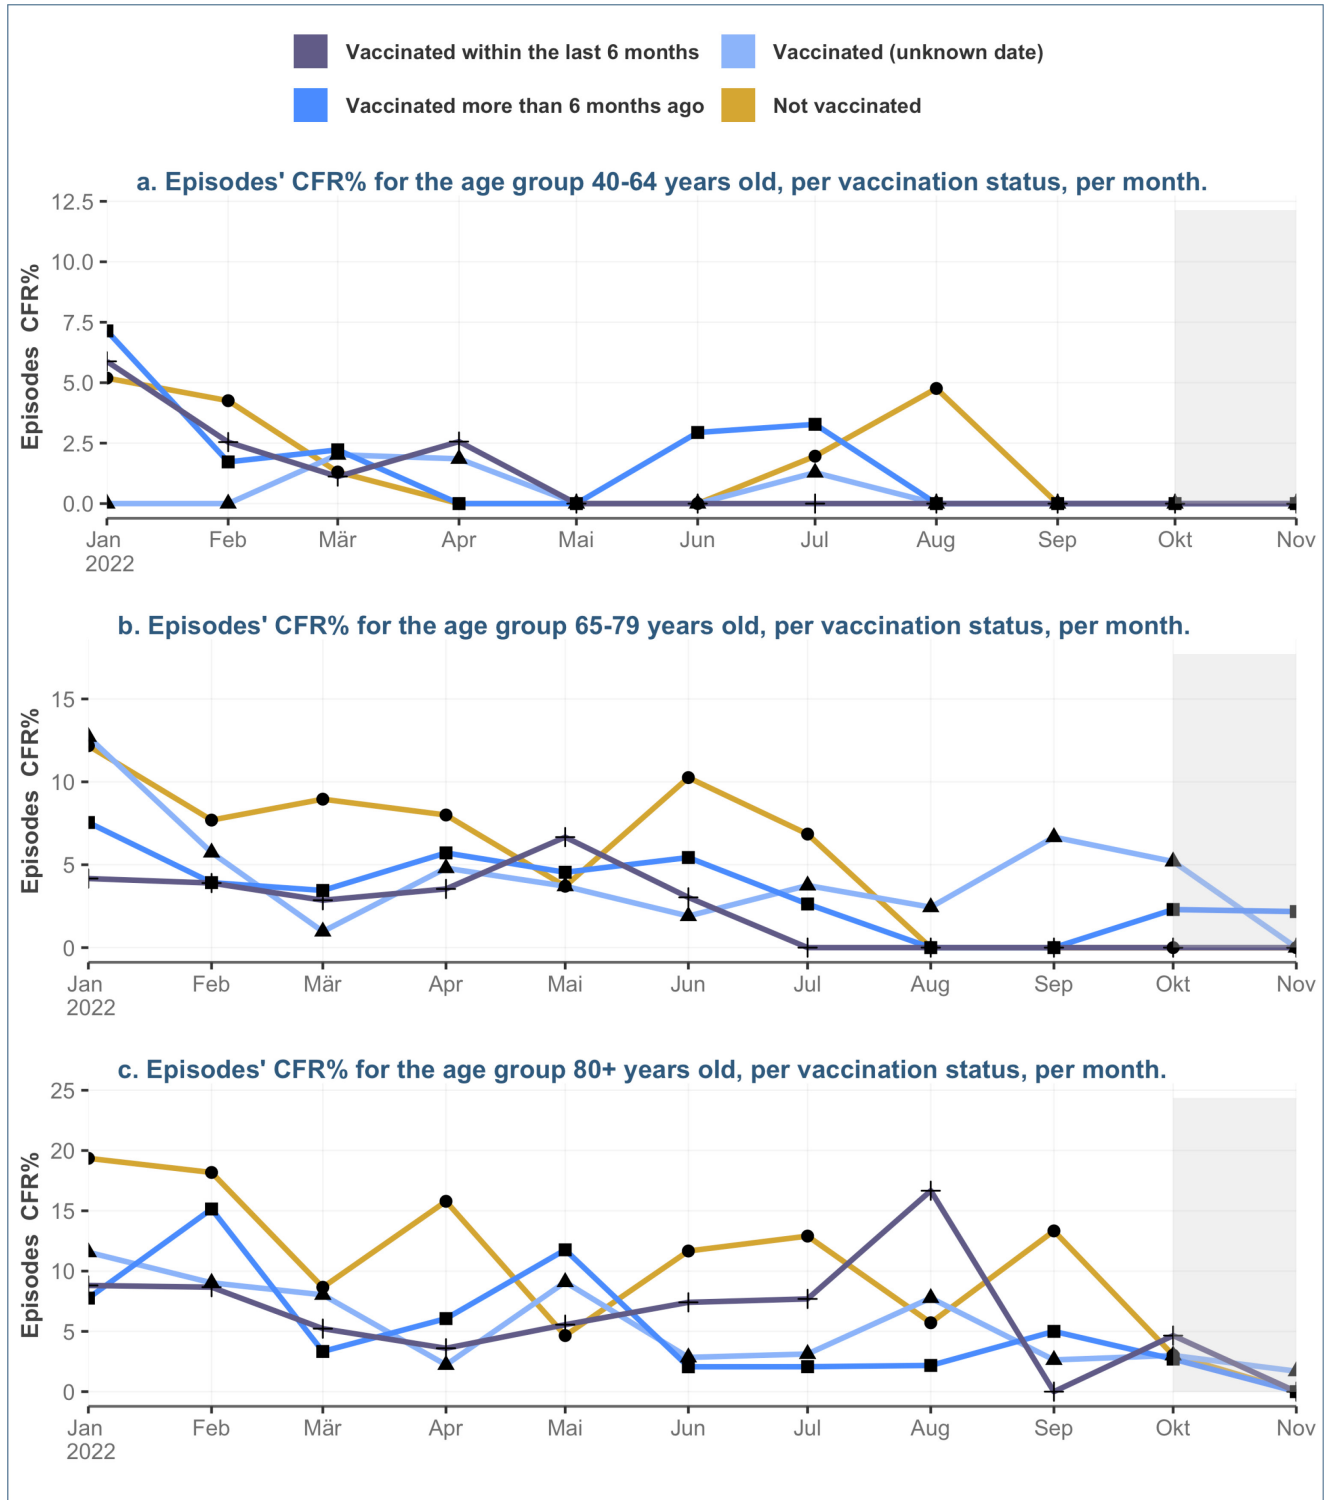 Vaccinated within the last 6 months Vaccinated (unknown date)
Vaccinated more than 6 months ago Not vaccinated
a. Episodes' CFR% for the age group 40-64 years old, per vaccination status, per month.
12.5
10.0
7.5
5.0
2.5
0.0
Episodes CFR%
Jan Feb Mär Apr Mai Jun Jul Aug Sep Okt Nov
2022
b. Episodes' CFR% for the age group 65-79 years old, per vaccination status, per month.
15
10
5
0
Episodes CFR%
Jan Feb Mär Apr Mai Jun Jul Aug Sep Okt Nov
2022
c. Episodes' CFR% for the age group 80+ years old, per vaccination status, per month.
25
20
15
10
5
0
Episodes CFR%
Jan Feb Mär Apr Mai Jun Jul Aug Sep Okt Nov
2022